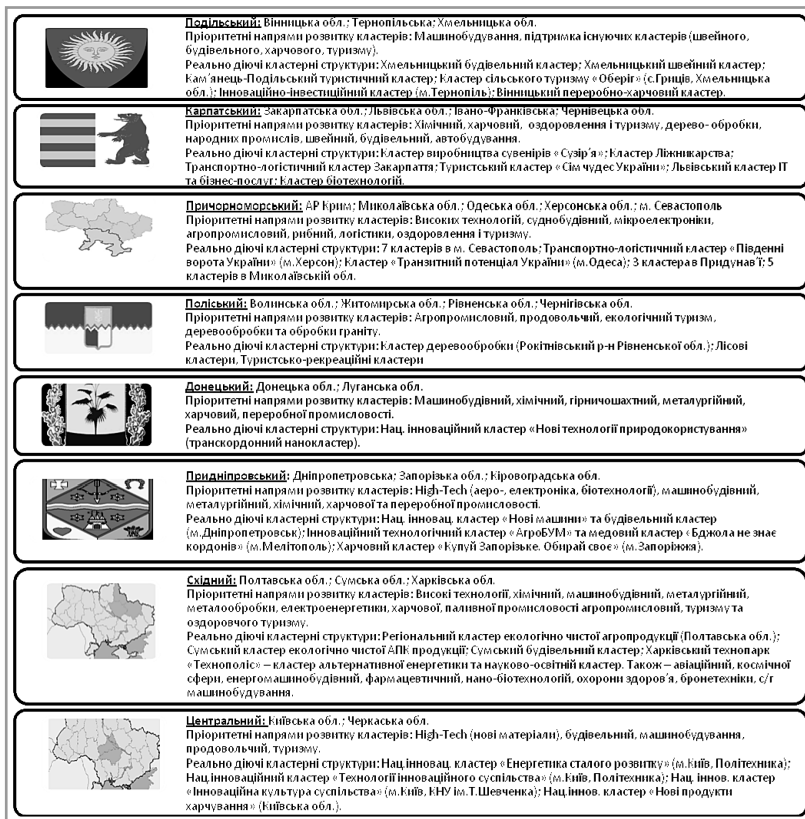 Подільський: Вінницька обл.; Тернопільська; Хмельницька обл.
Пріоритетні напрями розвитку кластерів: Машинобудування, підтримка існуючих кластерів (швейного,
будівельного, харчового, туризму).
Реально діючі кластерні структури: Хмельницький будівельний кластер; Хмельницький швейний кластер;
Кам'янець-Подільський туристичний кластер; Кластер сільського туризму «Оберіг» (с.Гриців, Хмельницька
обл.); Інноваційно-інвестиційний кластер (м.Тернопіль); Вінницький переробно-харчовий кластер.
Карпатський: Закарпатська обл.; Львівська обл.; Івано-Франківська; Чернівецька обл.
Пріоритетні напрями розвитку кластерів: Хімічний, харчовий, оздоровлення і туризму, дерево- обробки,
народних промислів, швейний, будівельний, автобудування.
Реально діючі кластерні структури: Кластер виробництва сувенірів «Сузір'я»; Кластер Ліжникарства;
Транспортно-логістичний кластер Закарпаття; Туристський кластер «Сім чудес України»; Львівський кластер ІТ
та бізнес-послуг; Кластер біотехнологій.
Причорноморський: АР Крим; Миколаївська обл.; Одеська обл.; Херсонська обл.; м. Севастополь
Пріоритетні напрями розвитку кластерів: Високих технологій, суднобудівний, мікроелектроніки,
агропромисловий, рибний, логістики, оздоровлення і туризму.
Реально діючі кластерні структури: 7 кластерів в м. Севастополь; Транспортно-логістичний кластер «Південні
ворота України» (м.Херсон); Кластер «Транзитний потенціал України» (м.Одеса); 3 кластера в Придунав'ї; 5
кластерів в Миколаївській обл.
Поліський: Волинська обл.; Житомирська обл.; Рівненська обл.; Чернігівська обл.
Пріоритетні напрями розвитку кластерів: Агропромисловий, продовольчий, екологічний туризм,
деревообробки та обробки граніту.
Реально діючі кластерні структури: Кластер деревообробки (Рокітнівський р-н Рівненської обл.); Лісові
кластери, Туристсько-рекреаційні кластери
Донецький: Донецька обл.; Луганська обл.
Пріоритетні напрями розвитку кластерів: Машинобудівний, хімічний, гірничошахтний, металургійний,
харчовий, переробної промисловості.
Реально діючі кластерні структури: Нац. інноваційний кластер «Нові технології природокористування»
(транскордонний нанокластер).
Придніпровський: Дніпропетровська; Запорізька обл.; Кіровоградська обл.
Пріоритетні напрями розвитку кластерів: High-Tech (аеро-, електроніка, біотехнології), машинобудівний,
металургійний, хімічний, харчової та переробної промисловості.
Реально діючі кластерні структури: Нац. інновац. кластер «Нові машини» та будівельний кластер
(м.Дніпропетровськ); Інноваційний технологічний кластер «АгроБУМ» та медовий кластер «Бджола не знає
кордонів» (м.Мелітополь); Харчовий кластер «Купуй Запорізьке. Обирай своє» (м.Запоріжжя).
Східний: Полтавська обл.; Сумська обл.; Харківська обл.
Пріоритетні напрями розвитку кластерів: Високі технології, хімічний, машинобудівний, металургійний,
металообробки, електроенергетики, харчової, паливної промисловості агропромисловий, туризму та
оздоровчого туризму.
Реально діючі кластерні структури: Регіональний кластер екологічно чистої агропродукції (Полтавська обл.);
Сумський кластер екологічно чистої АПК продукції; Сумський будівельний кластер; Харківський технопарк
«Технополіс» – кластер альтернативної енергетики та науково-освітній кластер. Також – авіаційний, космічної
сфери, енергомашинобудівний, фармацевтичний, нано-біотехнологій, охорони здоров'я, бронетехніки, с/г
машинобудування.
Центральний: Київська обл.; Черкаська обл.
Пріоритетні напрями розвитку кластерів: High-Tech (нові матеріали), будівельний, машинобудування,
продовольчий, туризму.
Реально діючі кластерні структури: Нац.інновац. кластер «Енергетика сталого розвитку» (м.Київ, Політехніка);
Нац.інноваційний кластер «Технології інноваційного суспільства» (м.Київ, Політехніка); Нац. іннов. кластер
«Інноваційна культура суспільства» (м.Київ, КНУ ім.Т.Шевченка); Нац.іннов. кластер «Нові продукти
харчування» (Київська обл.).